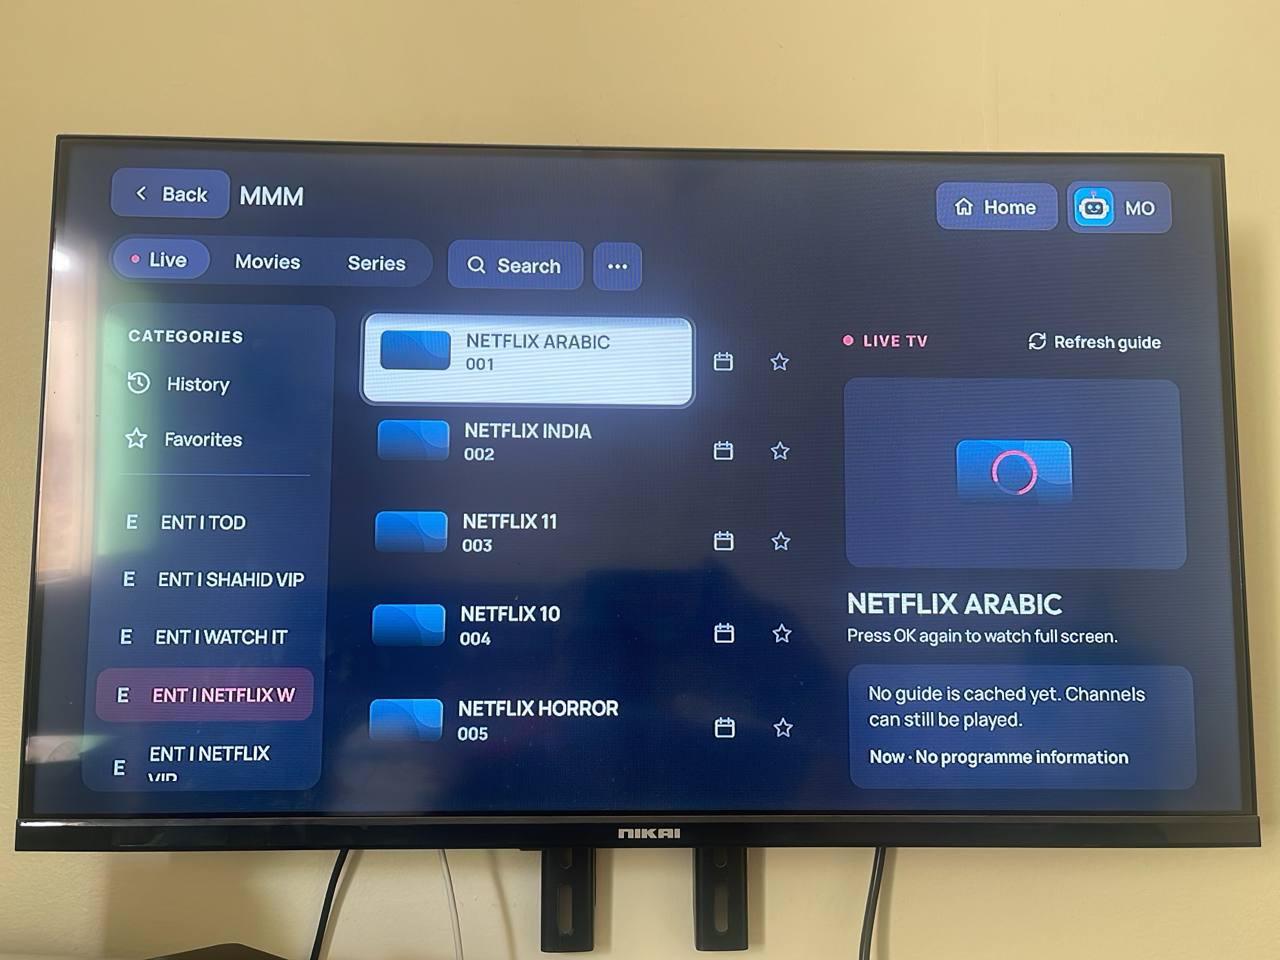 Back
MMM
Home
MO
Live
Movies
Series
Search
CATEGORIES
History
Favorites
E ENT I TOD
E ENT I SHAHID VIP
E ENT I WATCH IT
E ENT I NETFLIX W
E ENT I NETFLIX
VIP
NETFLIX ARABIC
001
NETFLIX INDIA
002
NETFLIX 11
003
NETFLIX 10
004
NETFLIX HORROR
005
LIVE TV
Refresh guide
NETFLIX ARABIC
Press OK again to watch full screen.
No guide is cached yet. Channels
can still be played.
Now · No programme information
NIKAI